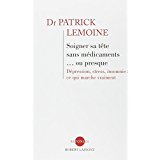 Dr PATRICK
LEMOINE
Soigner sa tête
sans médicaments
... ou presque
Dépression, stress, insomnie :
ce qui marche vraiment
ROBERT LAFFONT